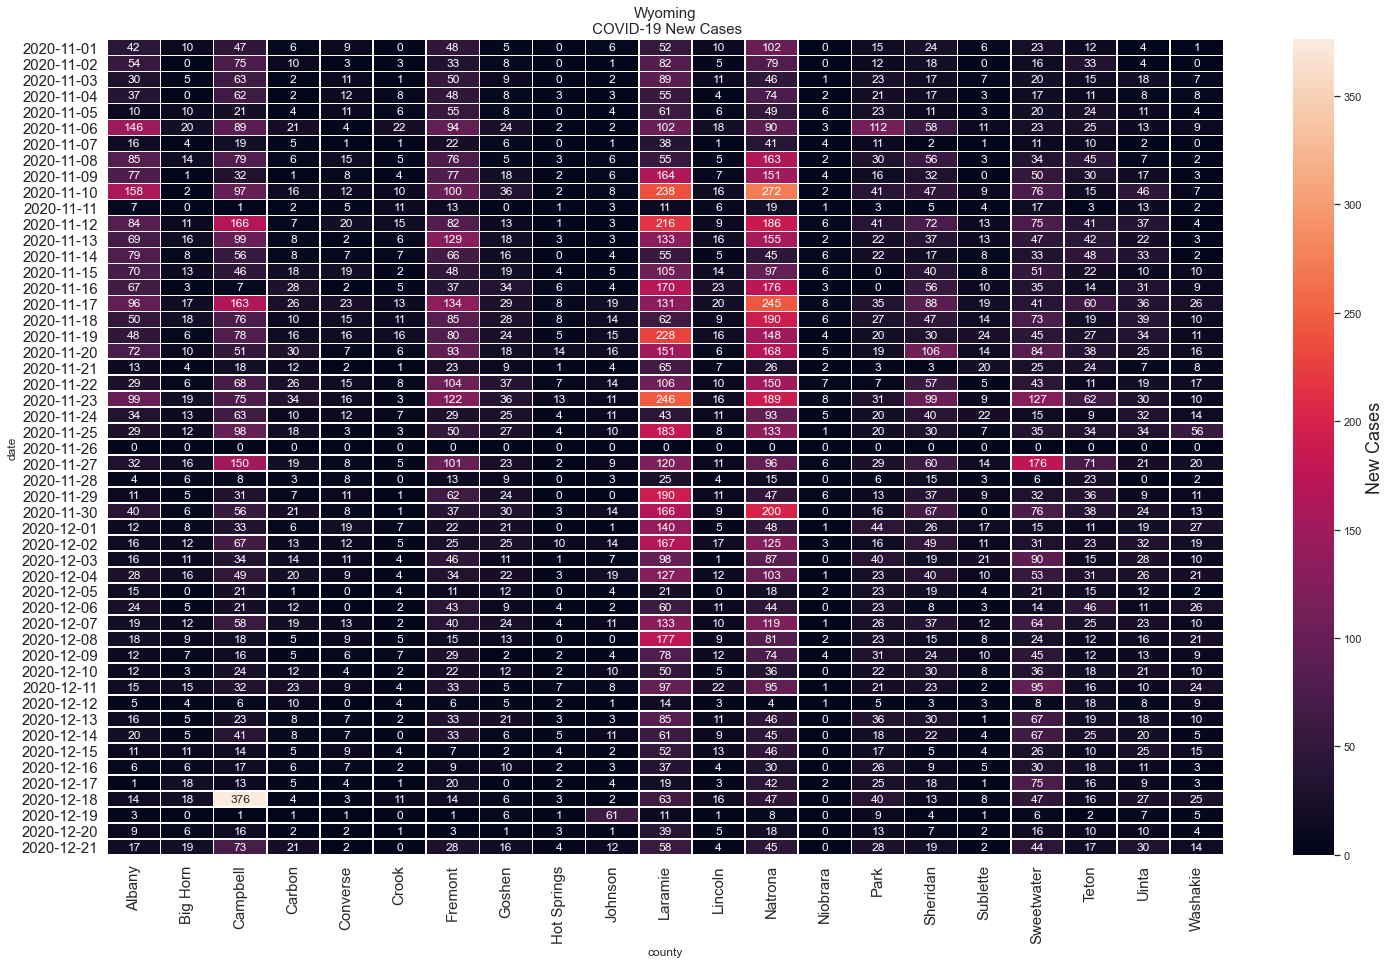 Wyoming
COVID-19 New Cases
2020-11-01 42 10 47 6 9 0 48 5 0 6 52 10 102 0 15 24 6 23 12 4 1
2020-11-02 54 0 75 10 3 3 33 8 0 1 82 5 79 0 12 18 0 16 33 4 0
2020-11-03 30 5 63 2 11 1 50 9 0 2 89 11 46 1 23 17 7 20 15 18 7
2020-11-04 37 0 62 2 12 8 48 8 3 3 55 4 74 2 21 17 3 17 11 8 8
2020-11-05 10 10 21 4 11 6 55 8 0 4 61 6 49 6 23 11 3 20 24 11 4
2020-11-06 146 20 89 21 4 22 94 24 2 2 102 18 90 3 112 58 11 23 25 13 9
2020-11-07 16 4 19 5 1 1 22 6 0 1 38 1 41 4 11 2 1 11 10 2 0
2020-11-08 85 14 79 6 15 5 76 5 3 6 55 5 163 2 30 56 3 34 45 7 2
2020-11-09 77 1 32 1 8 4 77 18 2 6 164 7 151 4 16 32 0 50 30 17 3
2020-11-10 158 2 97 16 12 10 100 36 2 8 238 16 272 2 41 47 9 76 15 46 7
2020-11-11 7 0 1 2 5 11 13 0 1 3 11 6 19 1 3 5 4 17 3 13 2
2020-11-12 84 11 166 7 20 15 82 13 1 3 216 9 186 6 41 72 13 75 41 37 4
2020-11-13 69 16 99 8 2 6 129 18 3 3 133 16 155 2 22 37 13 47 42 22 3
2020-11-14 79 8 56 8 7 7 66 16 0 4 55 5 45 6 22 17 8 33 48 33 2
2020-11-15 70 13 46 18 19 2 48 19 4 5 105 14 97 6 0 40 8 51 22 10 10
2020-11-16 67 3 7 28 2 5 37 34 6 4 170 23 176 3 0 56 10 35 14 31 9
2020-11-17 96 17 163 26 23 13 134 29 8 19 131 20 245 8 35 88 19 41 60 36 26
2020-11-18 50 18 76 10 15 11 85 28 8 14 62 9 190 6 27 47 14 73 19 39 10
2020-11-19 48 6 78 16 16 16 80 24 5 15 228 16 148 4 20 30 24 45 27 34 11
2020-11-20 72 10 51 30 7 6 93 18 14 16 151 6 168 5 19 106 14 84 38 25 16
2020-11-21 13 4 18 12 2 1 23 9 1 4 65 7 26 2 3 3 20 25 24 7 8
2020-11-22 29 6 68 26 15 8 104 37 7 14 106 10 150 7 7 57 5 43 11 19 17
2020-11-23 99 19 75 34 16 3 122 36 13 11 246 16 189 8 31 99 9 127 62 30 10
2020-11-24 34 13 63 10 12 7 29 25 4 11 43 11 93 5 20 40 22 15 9 32 14
2020-11-25 29 12 98 18 3 3 50 27 4 10 183 8 133 1 20 30 7 35 34 34 56
2020-11-26 0 0 0 0 0 0 0 0 0 0 0 0 0 0 0 0 0 0 0 0 0
2020-11-27 32 16 150 19 8 5 101 23 2 9 120 11 96 6 29 60 14 176 71 21 20
2020-11-28 4 6 8 3 8 0 13 9 0 3 25 4 15 0 6 15 3 6 23 0 2
2020-11-29 11 5 31 7 11 1 62 24 0 0 190 11 47 6 13 37 9 32 36 9 11
2020-11-30 40 6 56 21 8 1 37 30 3 14 166 9 200 0 16 67 0 76 38 24 13
2020-12-01 12 8 33 6 19 7 22 21 0 1 140 5 48 1 44 26 17 15 11 19 27
2020-12-02 16 12 67 13 12 5 25 25 10 14 167 17 125 3 16 49 11 31 23 32 19
2020-12-03 16 11 34 14 11 4 46 11 1 7 98 1 87 0 40 19 21 90 15 28 10
2020-12-04 28 16 49 20 9 4 34 22 3 19 127 12 103 1 23 40 10 53 31 26 21
2020-12-05 15 0 21 1 0 4 11 12 0 4 21 0 18 2 23 19 4 21 15 12 2
2020-12-06 24 5 21 12 0 2 43 9 4 2 60 11 44 0 23 8 3 14 46 11 26
2020-12-07 19 12 58 19 13 2 40 24 4 11 133 10 119 1 26 37 12 64 25 23 10
2020-12-08 18 9 18 5 9 5 15 13 0 0 177 9 81 2 23 15 8 24 12 16 21
2020-12-09 12 7 16 5 6 7 29 2 2 4 78 12 74 4 31 24 10 45 12 13 9
2020-12-10 12 3 24 12 4 2 22 12 2 10 50 5 36 0 22 30 8 36 18 21 10
2020-12-11 15 15 32 23 9 4 33 5 7 8 97 22 95 1 21 23 2 95 16 10 24
2020-12-12 5 4 6 10 0 4 6 5 2 1 14 3 4 1 5 3 3 8 18 8 9
2020-12-13 16 5 23 8 7 2 33 21 3 3 85 11 46 0 36 30 1 67 19 18 10
2020-12-14 20 5 41 8 7 0 33 6 5 11 61 9 45 0 18 22 4 67 25 20 5
2020-12-15 11 11 14 5 9 4 7 2 4 2 52 13 46 0 17 5 4 26 10 25 15
2020-12-16 6 6 17 6 7 2 9 10 2 3 37 4 30 0 26 9 5 30 18 11 3
2020-12-17 1 18 13 5 4 0 20 0 2 4 19 3 42 2 25 18 1 75 16 9 3
2020-12-18 14 18 376 4 3 11 14 6 3 2 63 16 47 0 40 13 8 47 16 27 25
2020-12-19 3 0 1 1 1 0 1 6 1 61 11 1 8 0 9 4 1 6 2 7 5
2020-12-20 9 6 16 2 2 1 3 1 3 1 39 5 18 0 13 7 2 16 10 10 4
2020-12-21 17 19 73 21 2 0 28 16 4 12 58 4 45 0 28 19 2 44 17 30 14
Albany Big Horn Campbell Carbon Converse Crook Fremont Goshen Hot Springs Johnson Laramie Lincoln Natrona Niobrara Park Sheridan Sublette Sweetwater Teton Uinta Washakie
county
date
350
300
250
200
150
100
50
0
New Cases